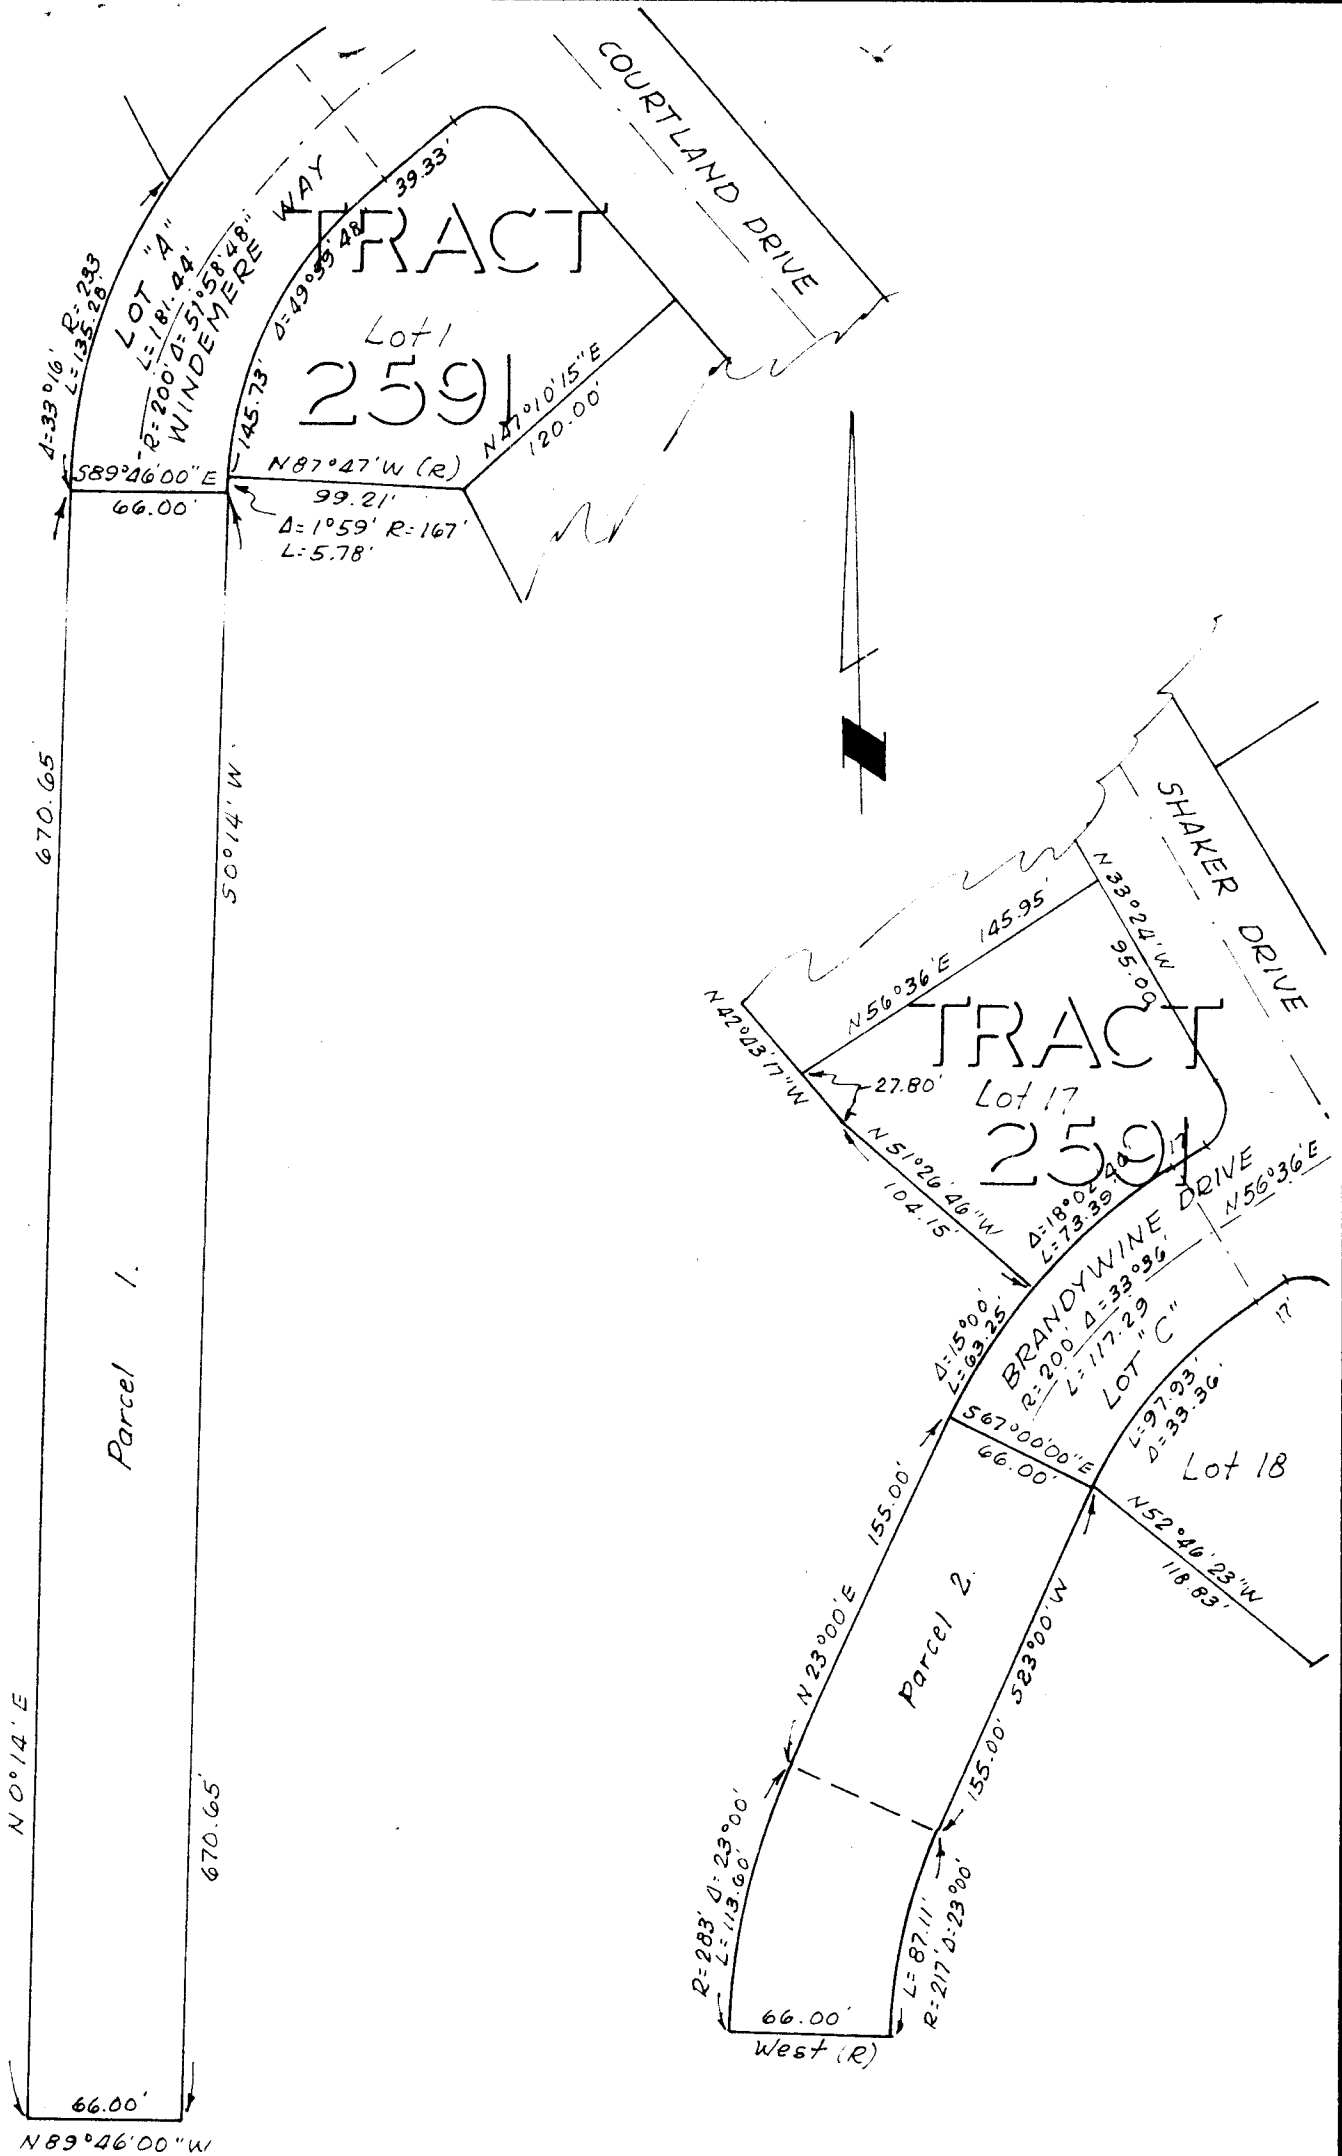 COURTLAND DRIVE
LOT "A"
L=181.44'
R=200' Δ=51°58'48"
WINDEMERE WAY
Δ=33°16' R=233
L=135.28'
39.33'
TRACT
Lot 1
2591
Δ=49°59'48"
145.73'
N47°10'15"E
120.00'
S89°46'00"E
66.00'
N87°47'W (R)
99.21'
Δ=1°59' R=167'
L=5.78'
670.65
S0°14'W
Parcel 1.
N0°14'E
670.65'
66.00'
N89°46'00"W
SHAKER DRIVE
N33°24'W
95.00
N56°36'E 145.95'
N42°43'17"W
27.80'
TRACT
Lot 17
2591
N51°26'46"W
104.15'
Δ=18°02'40"
L=73.39'
17'
BRANDYWINE DRIVE
N56°36'E
R=200' Δ=33°36'
L=117.29
LOT "C"
Δ=15°00'
L=63.25'
S67°00'00"E
66.00'
L=97.93'
Δ=33.36'
17'
Lot 18
N52°46'23"W
118.83'
155.00'
N23°00'E
Parcel 2.
S23°00'W
155.00'
R=283' Δ=23°00'
L=113.60'
L=87.11'
R=217' Δ=23°00'
66.00'
West (R)